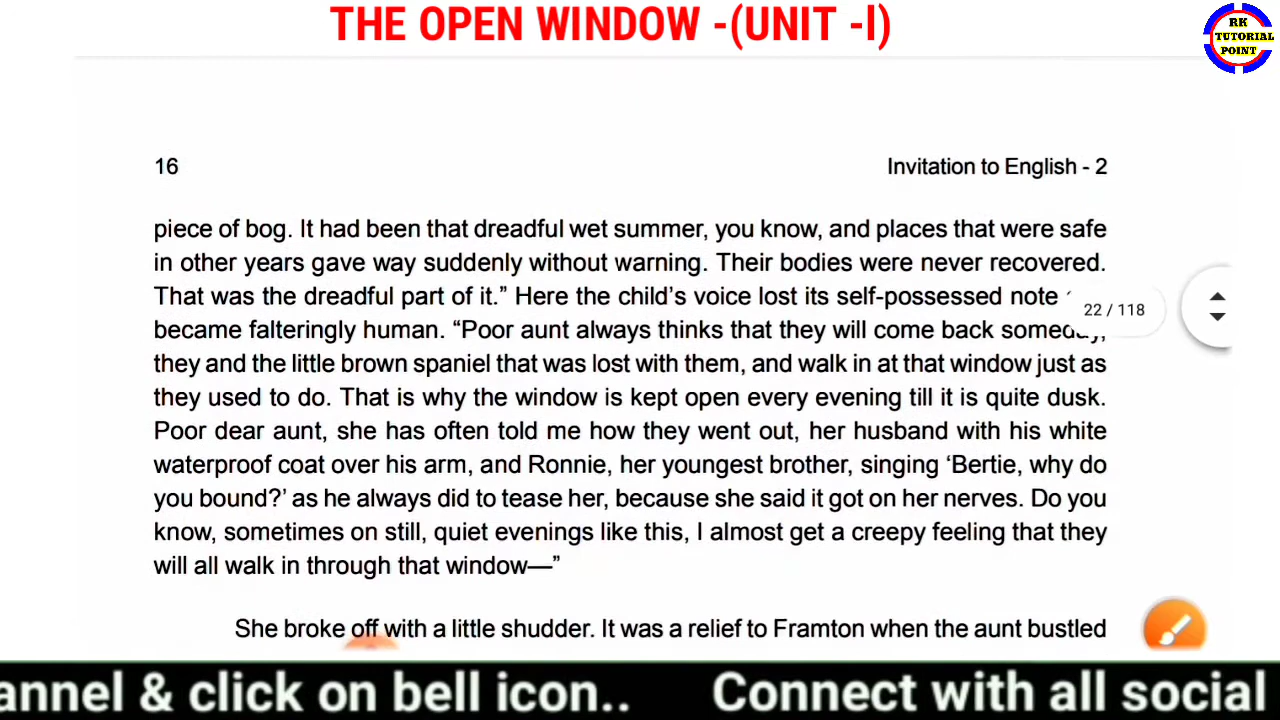 THE OPEN WINDOW -(UNIT -I)
RK
TUTORIAL
POINT
16
Invitation to English - 2
piece of bog. It had been that dreadful wet summer, you know, and places that were safe
in other years gave way suddenly without warning. Their bodies were never recovered.
That was the dreadful part of it.” Here the child’s voice lost its self-possessed note
22 / 118
became falteringly human. “Poor aunt always thinks that they will come back someday,
they and the little brown spaniel that was lost with them, and walk in at that window just as
they used to do. That is why the window is kept open every evening till it is quite dusk.
Poor dear aunt, she has often told me how they went out, her husband with his white
waterproof coat over his arm, and Ronnie, her youngest brother, singing ‘Bertie, why do
you bound?’ as he always did to tease her, because she said it got on her nerves. Do you
know, sometimes on still, quiet evenings like this, I almost get a creepy feeling that they
will all walk in through that window—”
She broke off with a little shudder. It was a relief to Framton when the aunt bustled
annel & click on bell icon.. Connect with all social